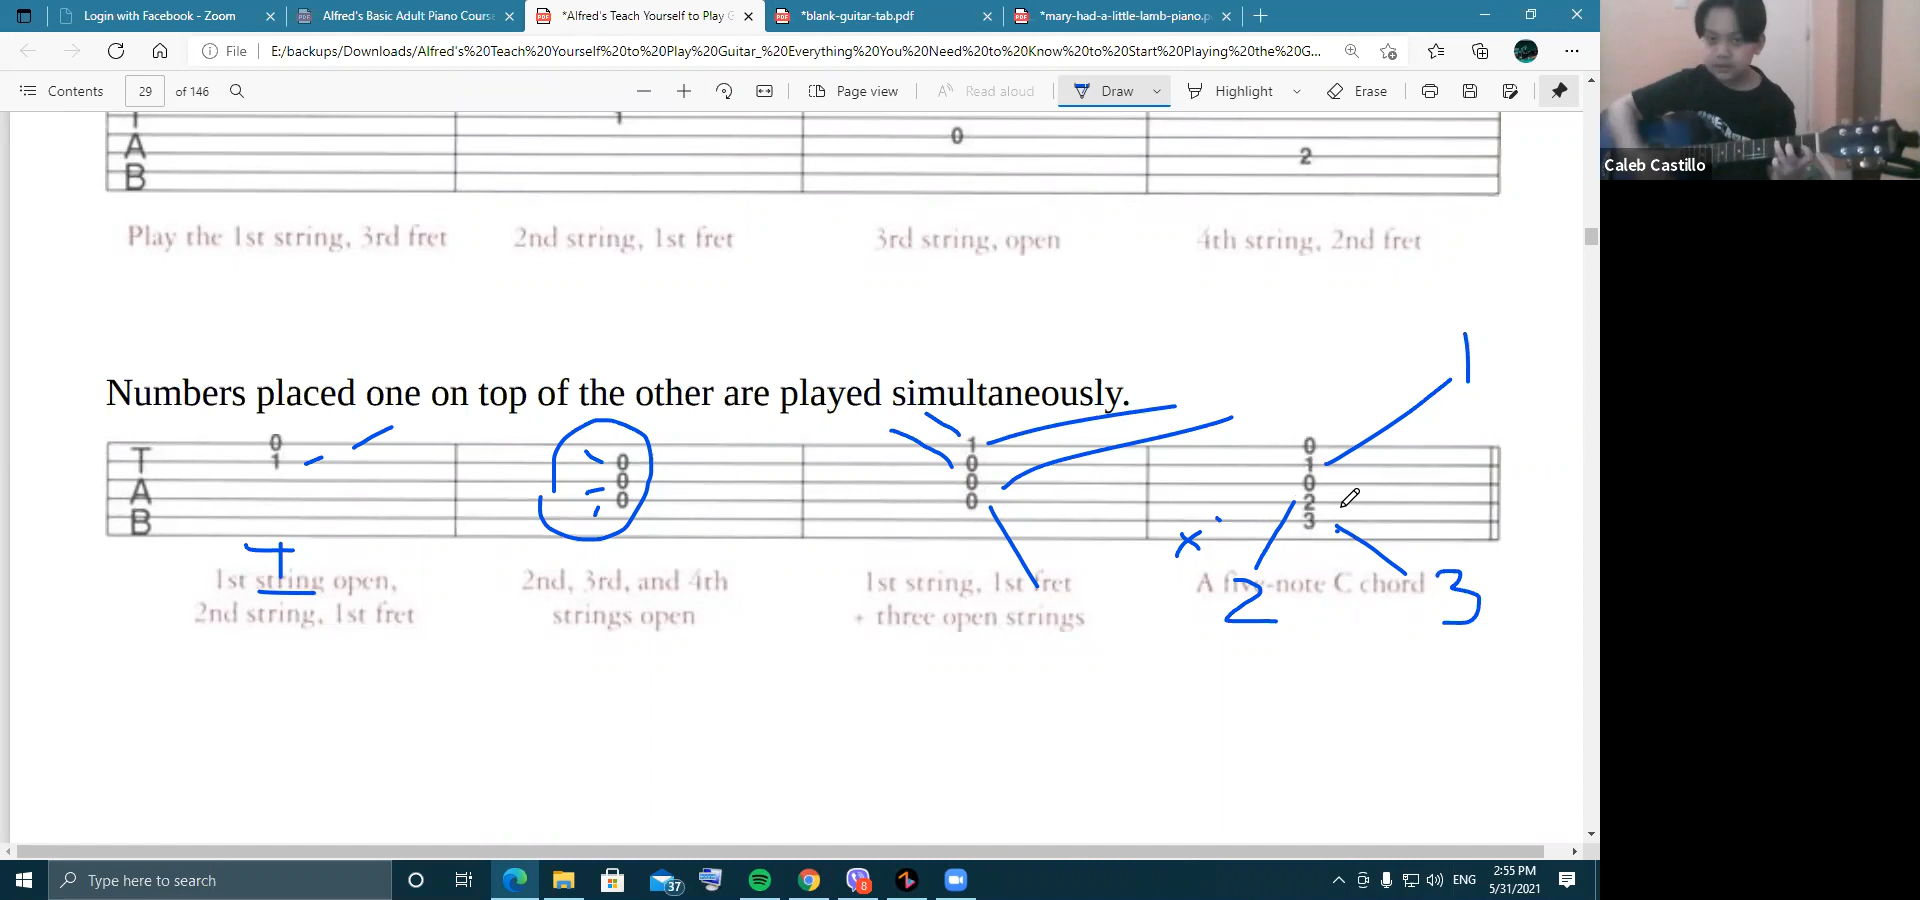 Login with Facebook - Zoom
Alfred's Basic Adult Piano Course
*Alfred's Teach Yourself to Play G
*blank-guitar-tab.pdf
*mary-had-a-little-lamb-piano.p
File
E:/backups/Downloads/Alfred's%20Teach%20Yourself%20to%20Play%20Guitar_%20Everything%20You%20Need%20to%20Know%20to%20Start%20Playing%20the%20G...
Contents
29
of 146
Page view
Read aloud
Draw
Highlight
Erase
Caleb Castillo
T
A
B
1
0
2
Play the 1st string, 3rd fret
2nd string, 1st fret
3rd string, open
4th string, 2nd fret
1
Numbers placed one on top of the other are played simultaneously.
T
A
B
0
1
0
0
0
1
0
0
0
0
1
0
2
3
x
1st string open,
2nd string, 1st fret
2nd, 3rd, and 4th
strings open
1st string, 1st fret
+ three open strings
A five-note C chord
2
3
Type here to search
37
8
ENG
2:55 PM
5/31/2021